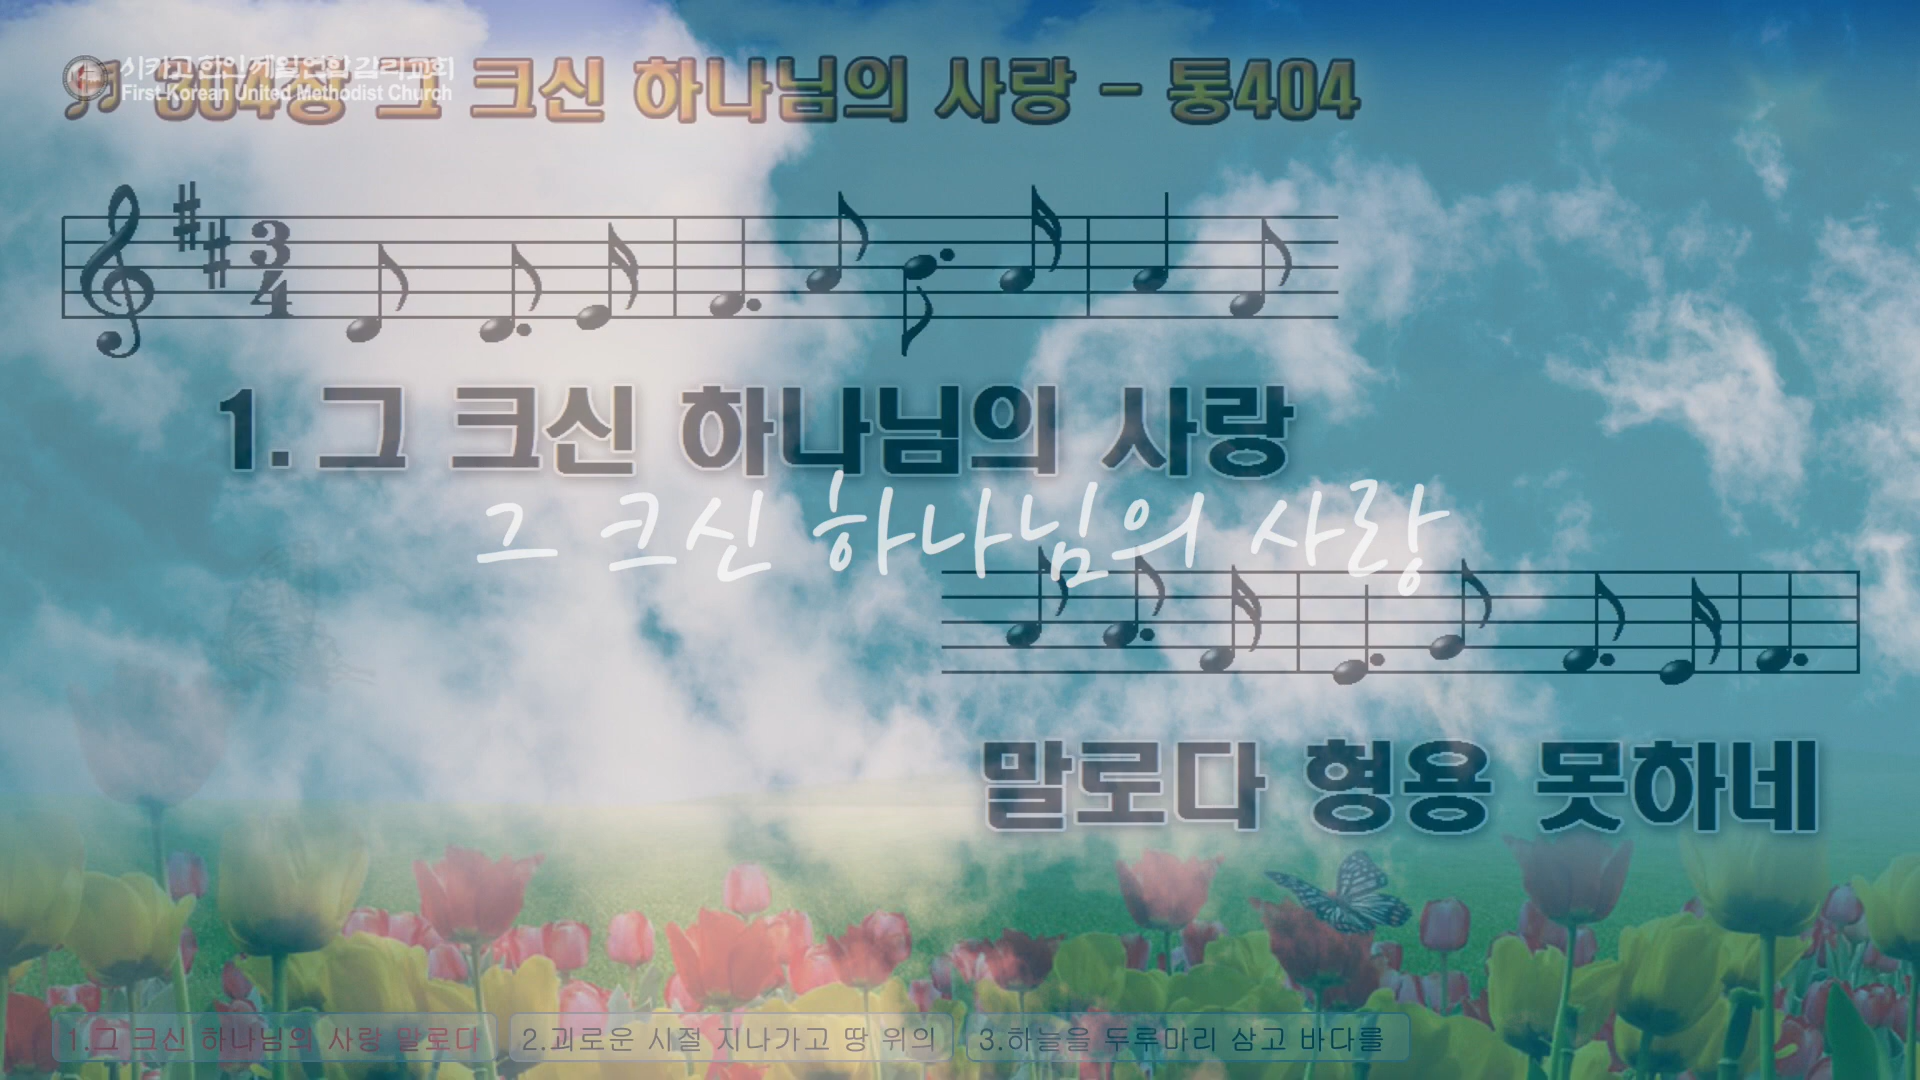 시카고한인제일연합감리교회
First Korean United Methodist Church
304장 그 크신 하나님의 사랑 - 통404
3
4
1. 그 크신 하나님의 사랑
그 크신 하나님의 사랑
말로다 형용 못하네
1.그 크신 하나님의 사랑 말로다
2.괴로운 시절 지나가고 땅 위의
3.하늘을 두루마리 삼고 바다를